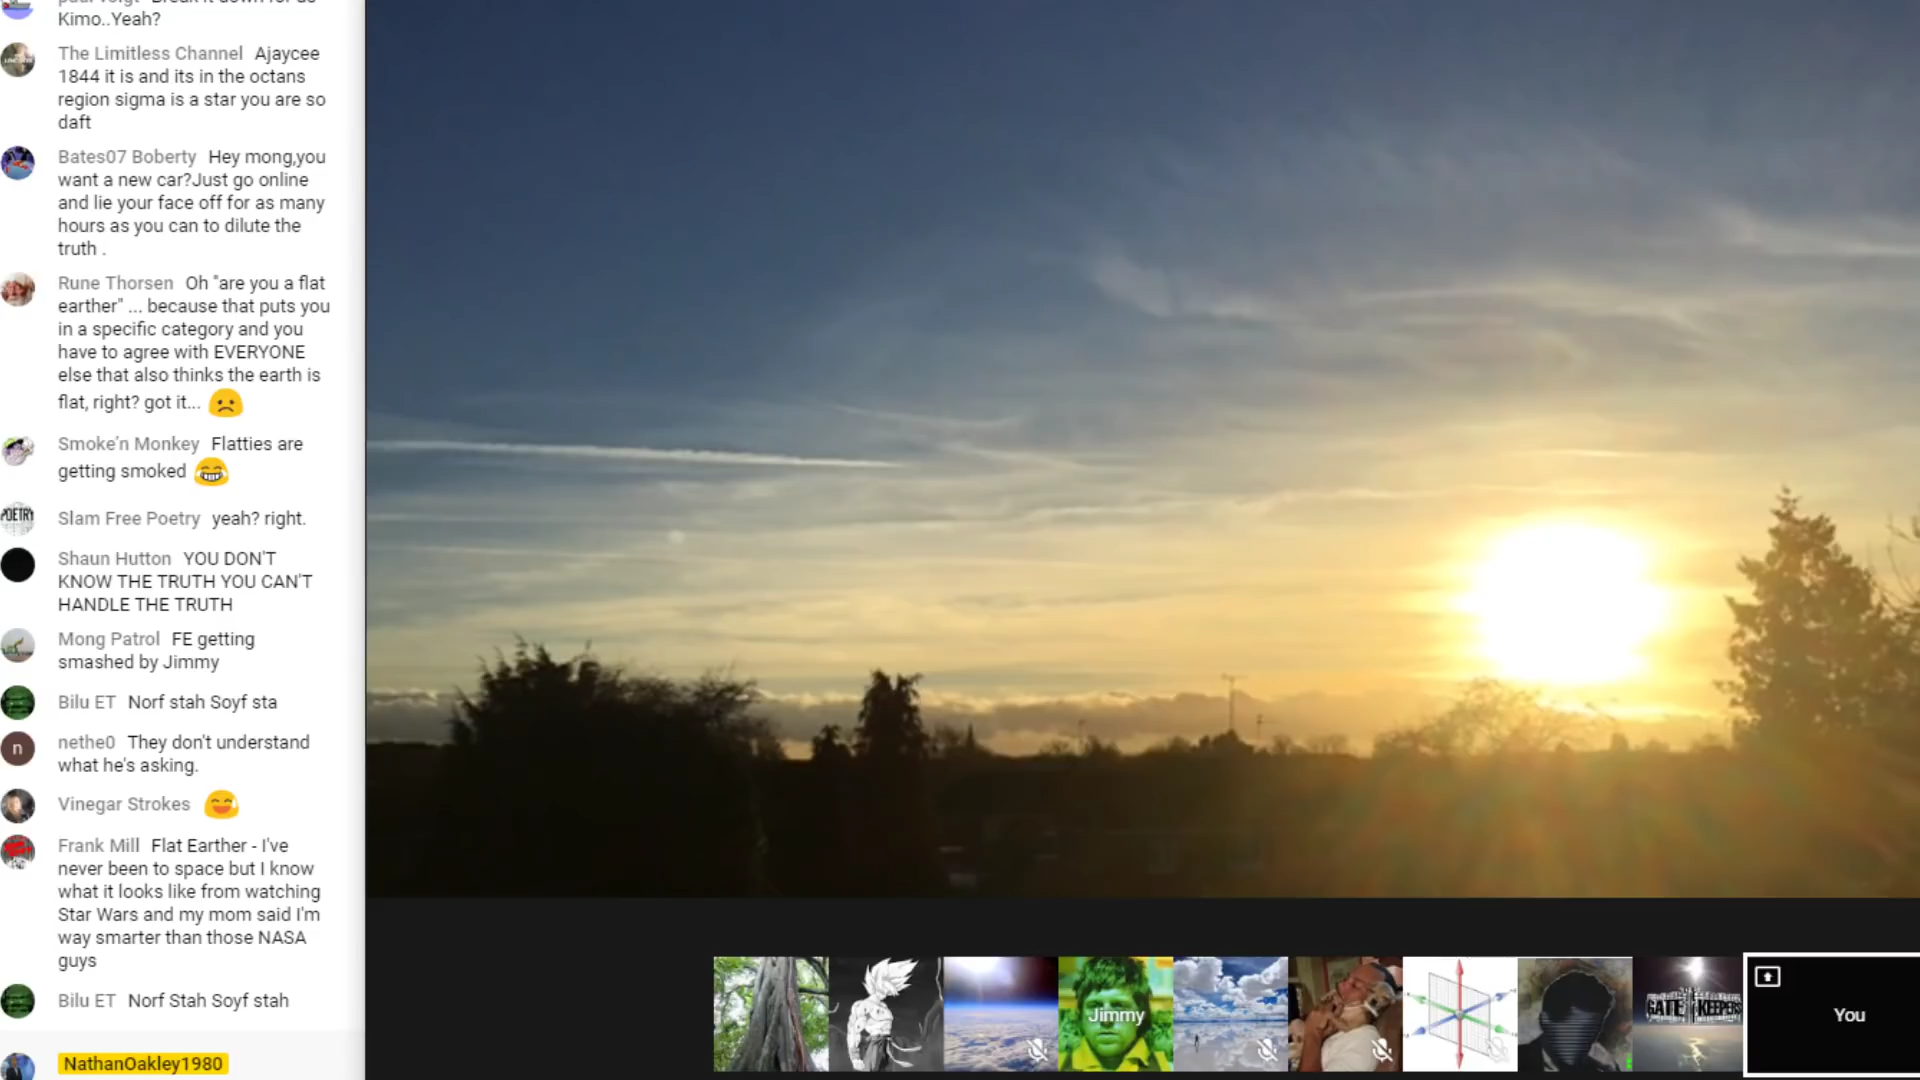 Kimo..Yeah?
The Limitless Channel Ajaycee
1844 it is and its in the octans
region sigma is a star you are so
daft
Bates07 Boberty Hey mong,you
want a new car?Just go online
and lie your face off for as many
hours as you can to dilute the
truth .
Rune Thorsen Oh "are you a flat
earther" ... because that puts you
in a specific category and you
have to agree with EVERYONE
else that also thinks the earth is
flat, right? got it...
Smoke'n Monkey Flatties are
getting smoked
POETRY
Slam Free Poetry yeah? right.
Shaun Hutton YOU DON'T
KNOW THE TRUTH YOU CAN'T
HANDLE THE TRUTH
Mong Patrol FE getting
smashed by Jimmy
Bilu ET Norf stah Soyf sta
n
nethe0 They don't understand
what he's asking.
Vinegar Strokes
Frank Mill Flat Earther - I've
never been to space but I know
what it looks like from watching
Star Wars and my mom said I'm
way smarter than those NASA
guys
Bilu ET Norf Stah Soyf stah
NathanOakley1980
Jimmy
GATE KEEPERS
You